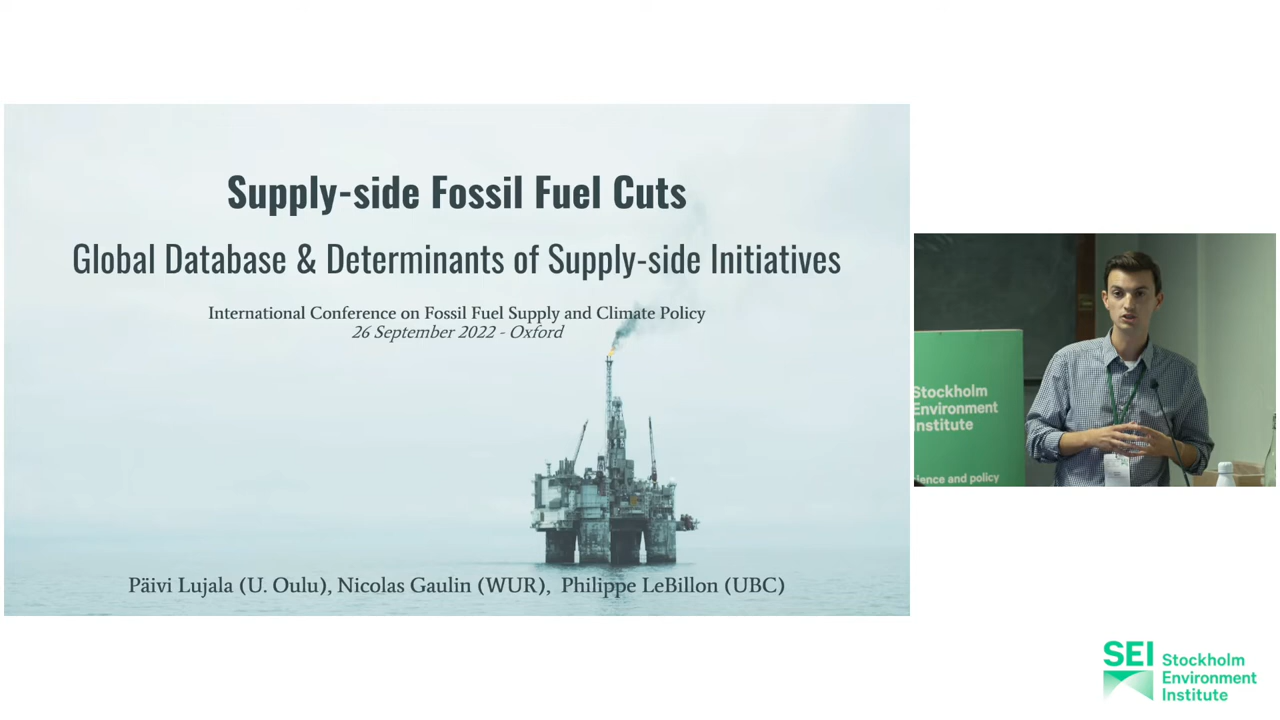 Supply-side Fossil Fuel Cuts
Global Database & Determinants of Supply-side Initiatives
International Conference on Fossil Fuel Supply and Climate Policy
26 September 2022 - Oxford
Päivi Lujala (U. Oulu), Nicolas Gaulin (WUR), Philippe LeBillon (UBC)
Stockholm
Environment
Institute
ience and policy
SEI
Stockholm
Environment
Institute